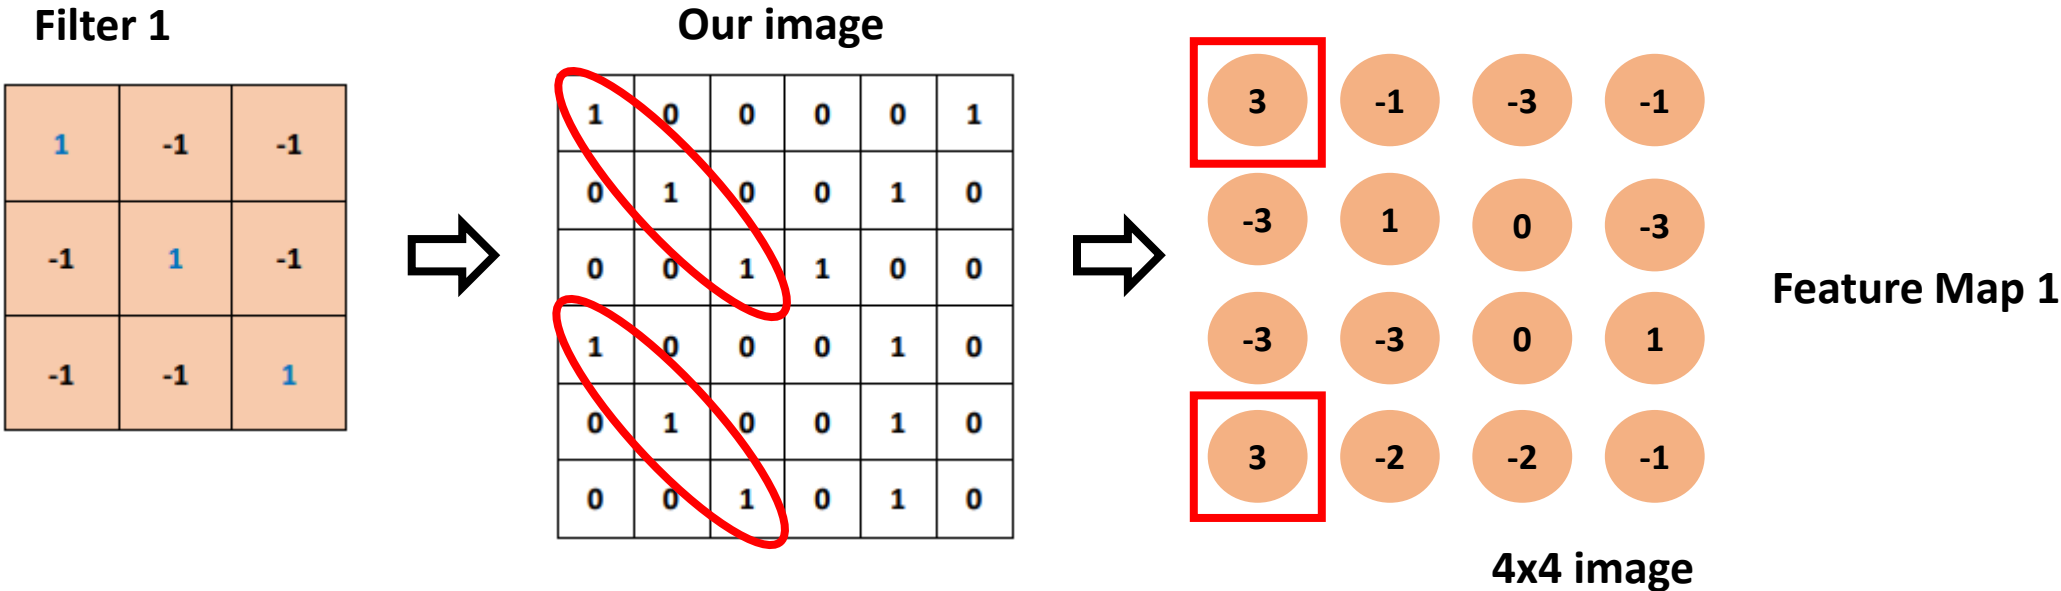 Filter 1
1 -1 -1
-1 1 -1
-1 -1 1
Our image
1 0 0 0 0 1
0 1 0 0 1 0
0 0 1 1 0 0
1 0 0 0 1 0
0 1 0 0 1 0
0 0 1 0 1 0
3 -1 -3 -1
-3 1 0 -3
-3 -3 0 1
3 -2 -2 -1
4x4 image
Feature Map 1